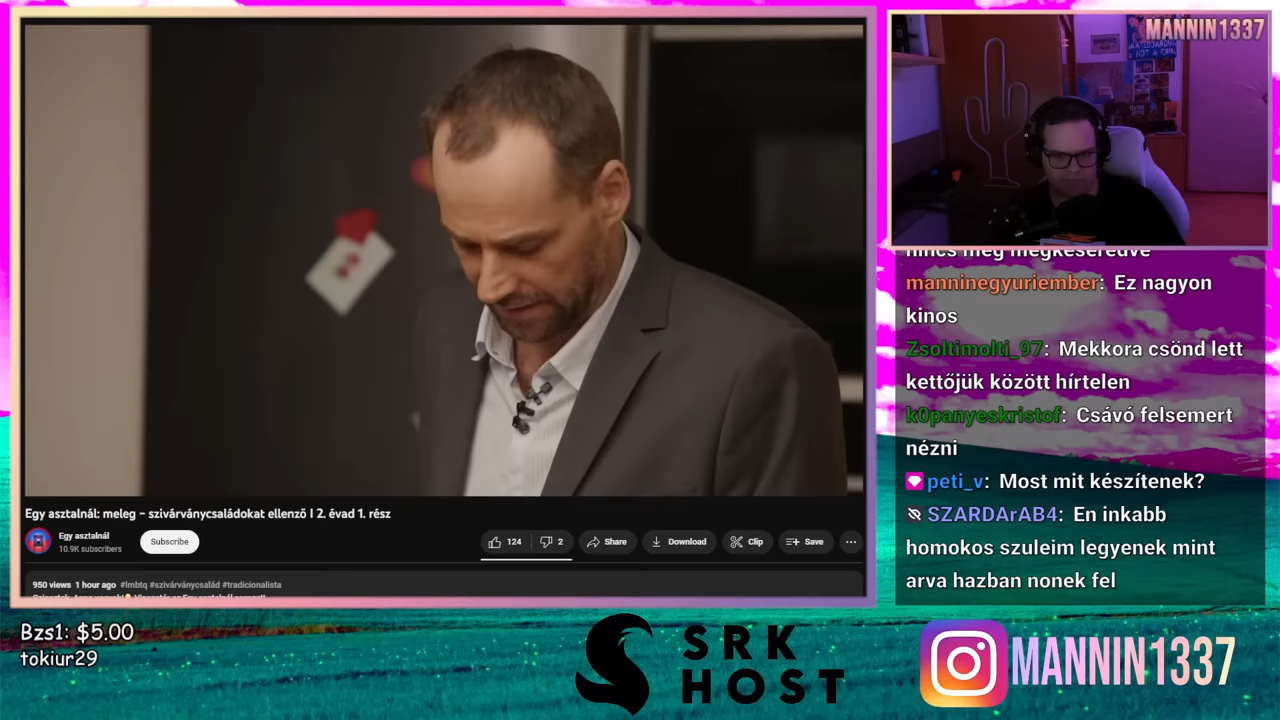 MANNIN1337
nincs meg megkeseredve
manninegyuriember: Ez nagyon
kinos
Zsoltimolti_97: Mekkora csönd lett
kettőjük között hírtelen
k0panyeskristof: Csávó felsemert
nézni
peti_v: Most mit készítenek?
SZARDArAB4: En inkabb
homokos szuleim legyenek mint
arva hazban nonek fel
Egy asztalnál: meleg – szivárványcsaládokat ellenző I 2. évad 1. rész
Egy asztalnál
10.9K subscribers
Subscribe
124
2
Share
Download
Clip
Save
950 views 1 hour ago #lmbtq #szivárványcsalád #tradicionalista
Bzs1: $5.00
tokiur29
SRK
HOST
MANNIN1337